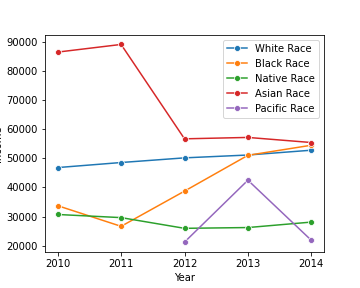 90000
80000
70000
60000
50000
40000
30000
20000
White Race
Black Race
Native Race
Asian Race
Pacific Race
2010 2011 2012 2013 2014
Year